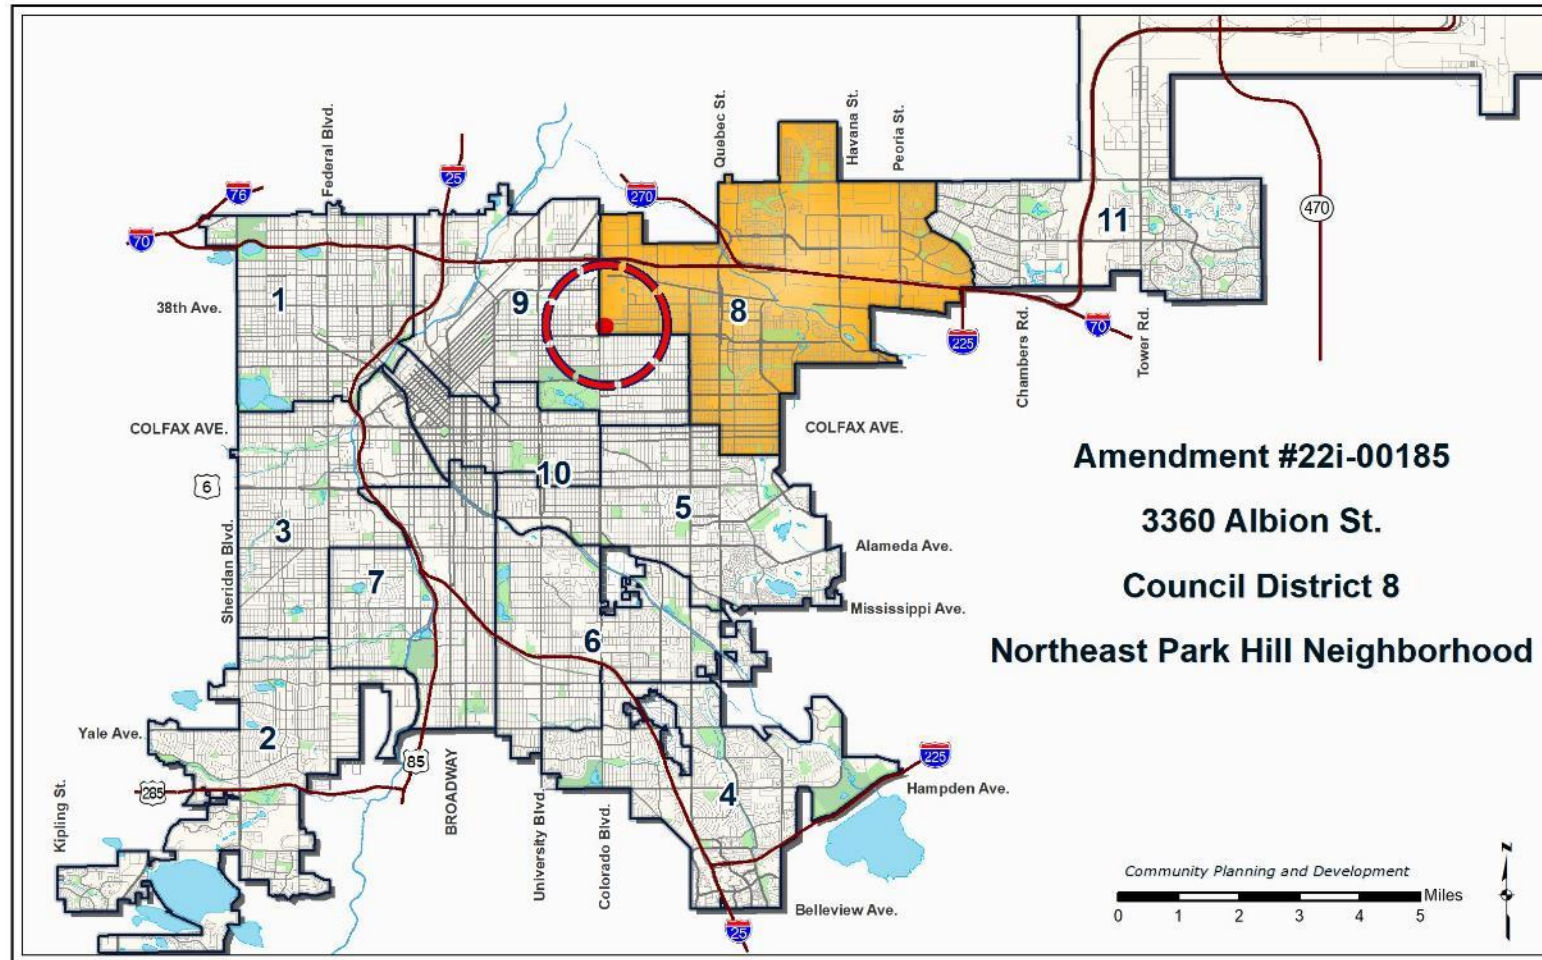 Federal Blvd.
Quebec St.
Havana St.
Peoria St.
76
25
270
70
470
11
38th Ave.
1
9
8
225
70
Chambers Rd.
Tower Rd.
COLFAX AVE.
COLFAX AVE.
Amendment #22i-00185
3360 Albion St.
Council District 8
Northeast Park Hill Neighborhood
10
6
5
3
Sheridan Blvd.
Alameda Ave.
7
Mississippi Ave.
6
Yale Ave.
2
85
BROADWAY
285
Kipling St.
University Blvd.
Colorado Blvd.
4
225
Hampden Ave.
Belleview Ave.
25
Community Planning and Development
Miles
0 1 2 3 4 5
N